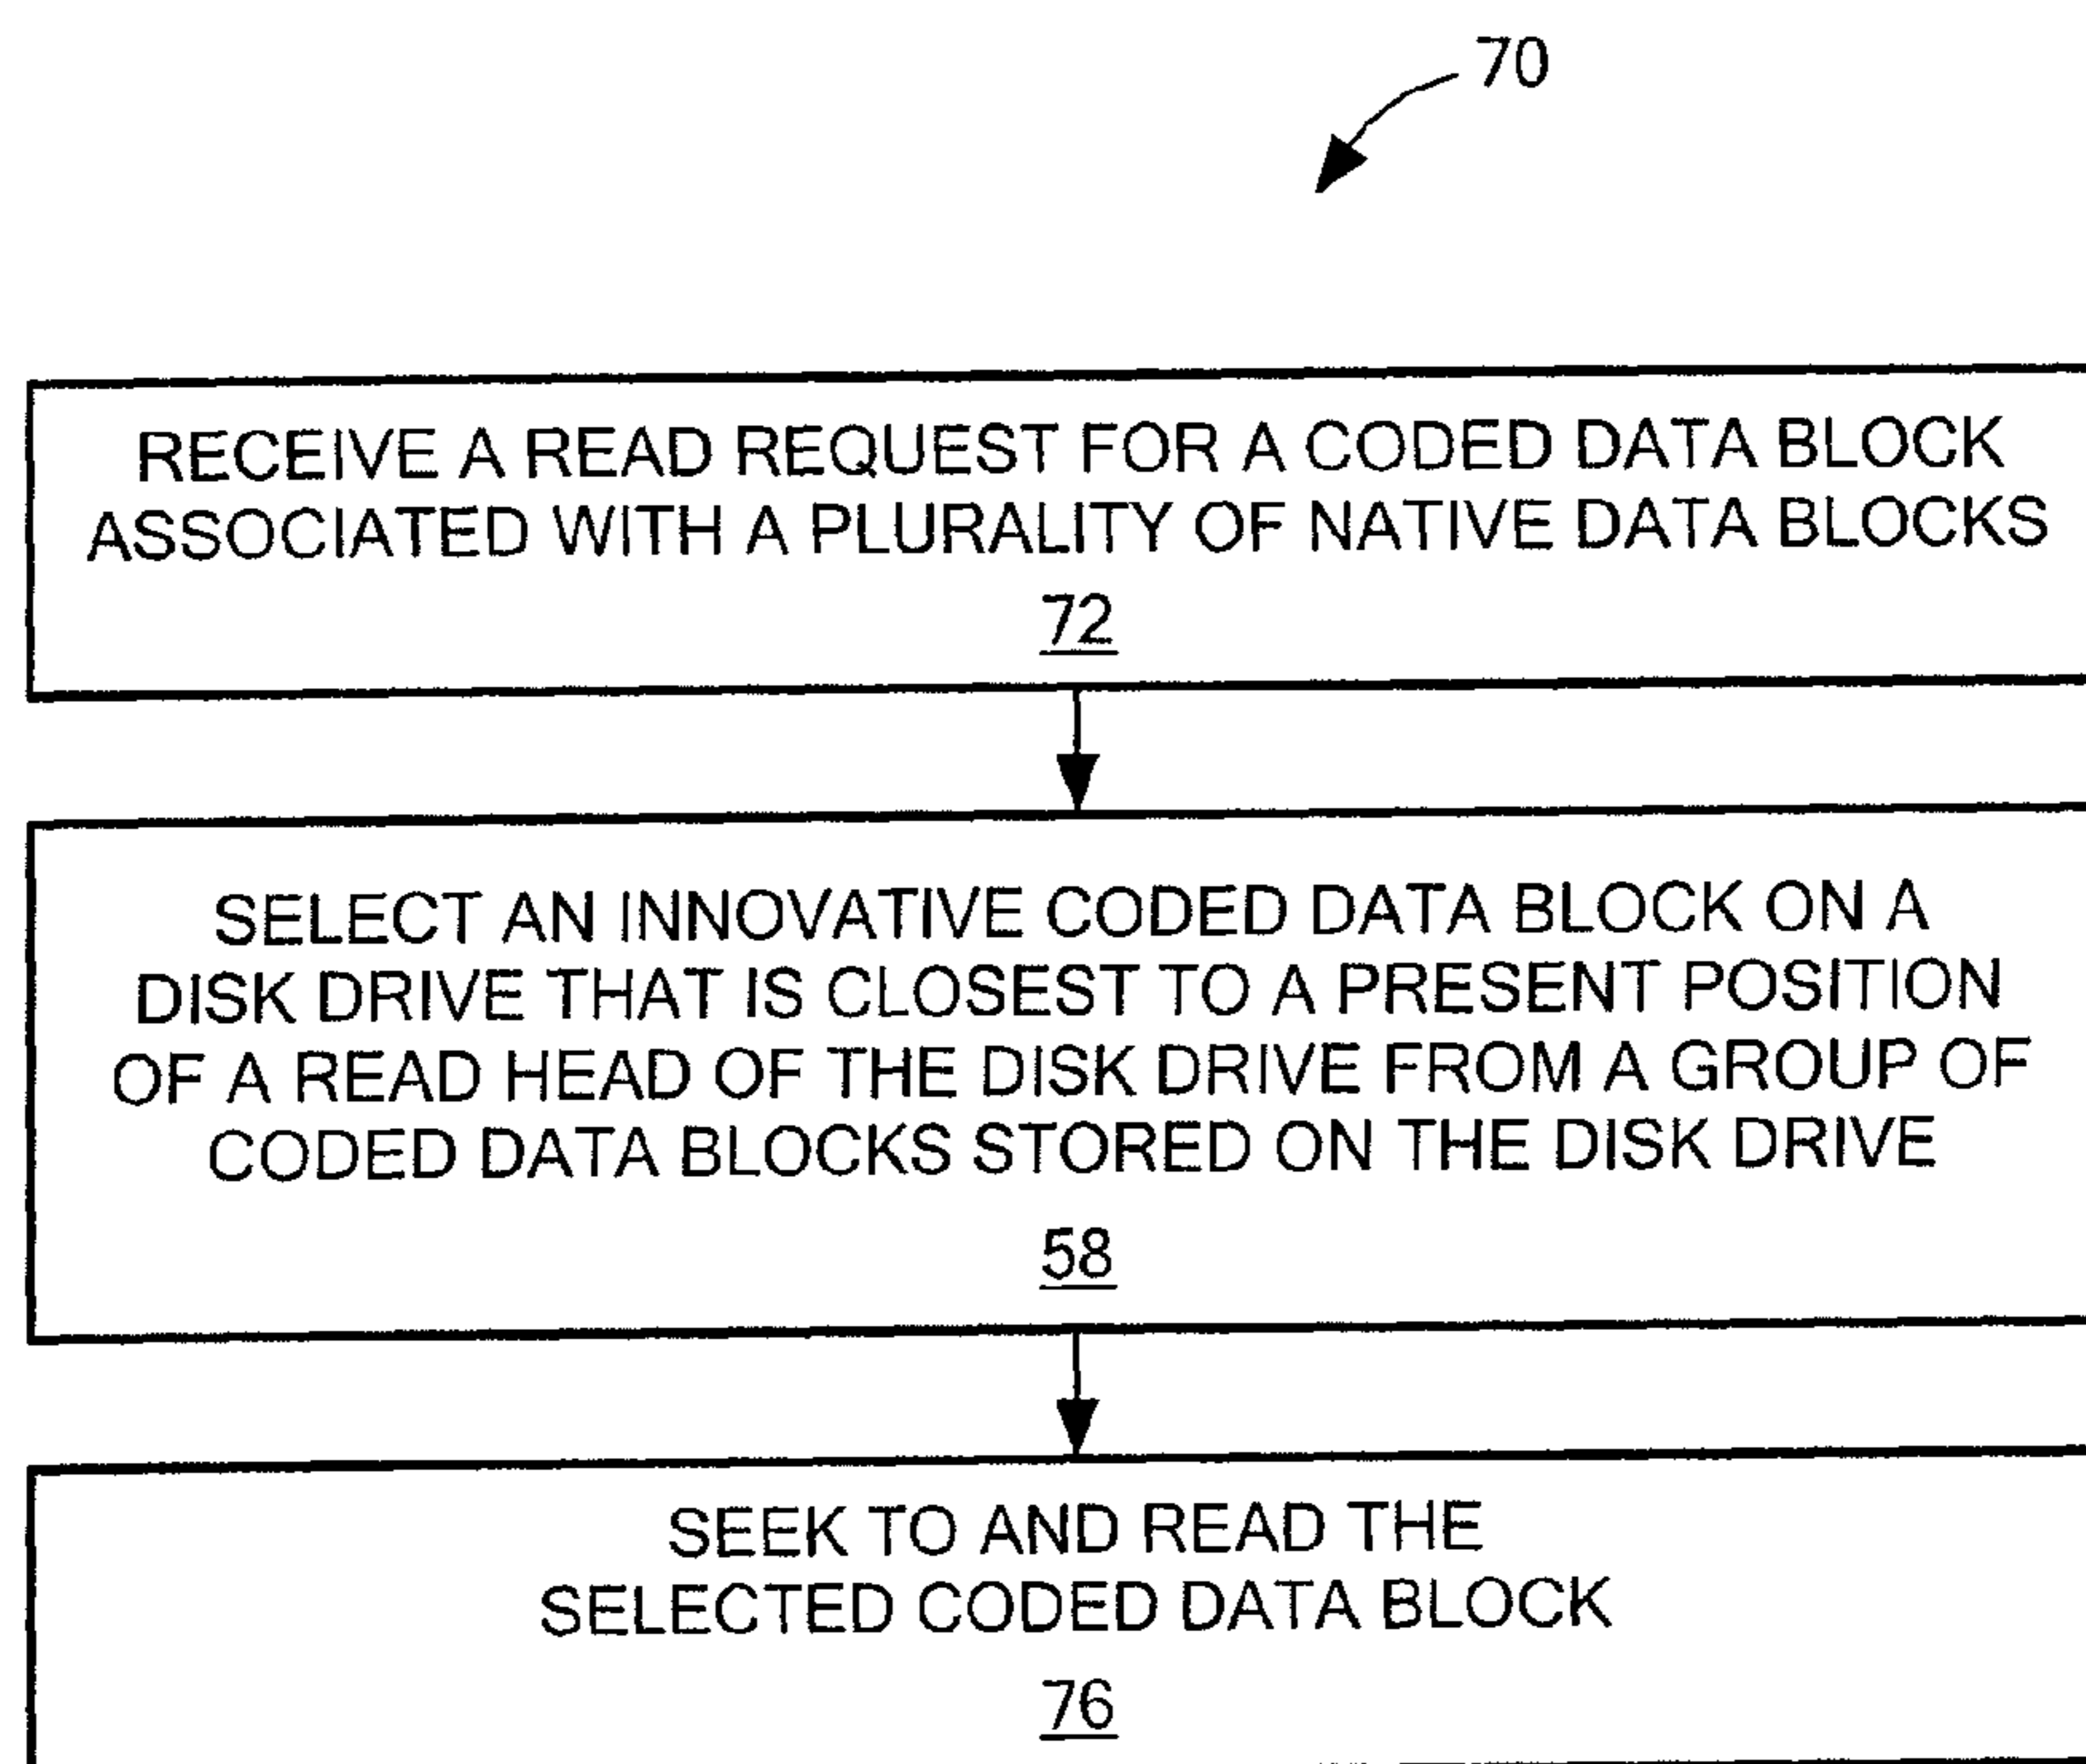 70
RECEIVE A READ REQUEST FOR A CODED DATA BLOCK
ASSOCIATED WITH A PLURALITY OF NATIVE DATA BLOCKS
72
SELECT AN INNOVATIVE CODED DATA BLOCK ON A
DISK DRIVE THAT IS CLOSEST TO A PRESENT POSITION
OF A READ HEAD OF THE DISK DRIVE FROM A GROUP OF
CODED DATA BLOCKS STORED ON THE DISK DRIVE
58
SEEK TO AND READ THE
SELECTED CODED DATA BLOCK
76